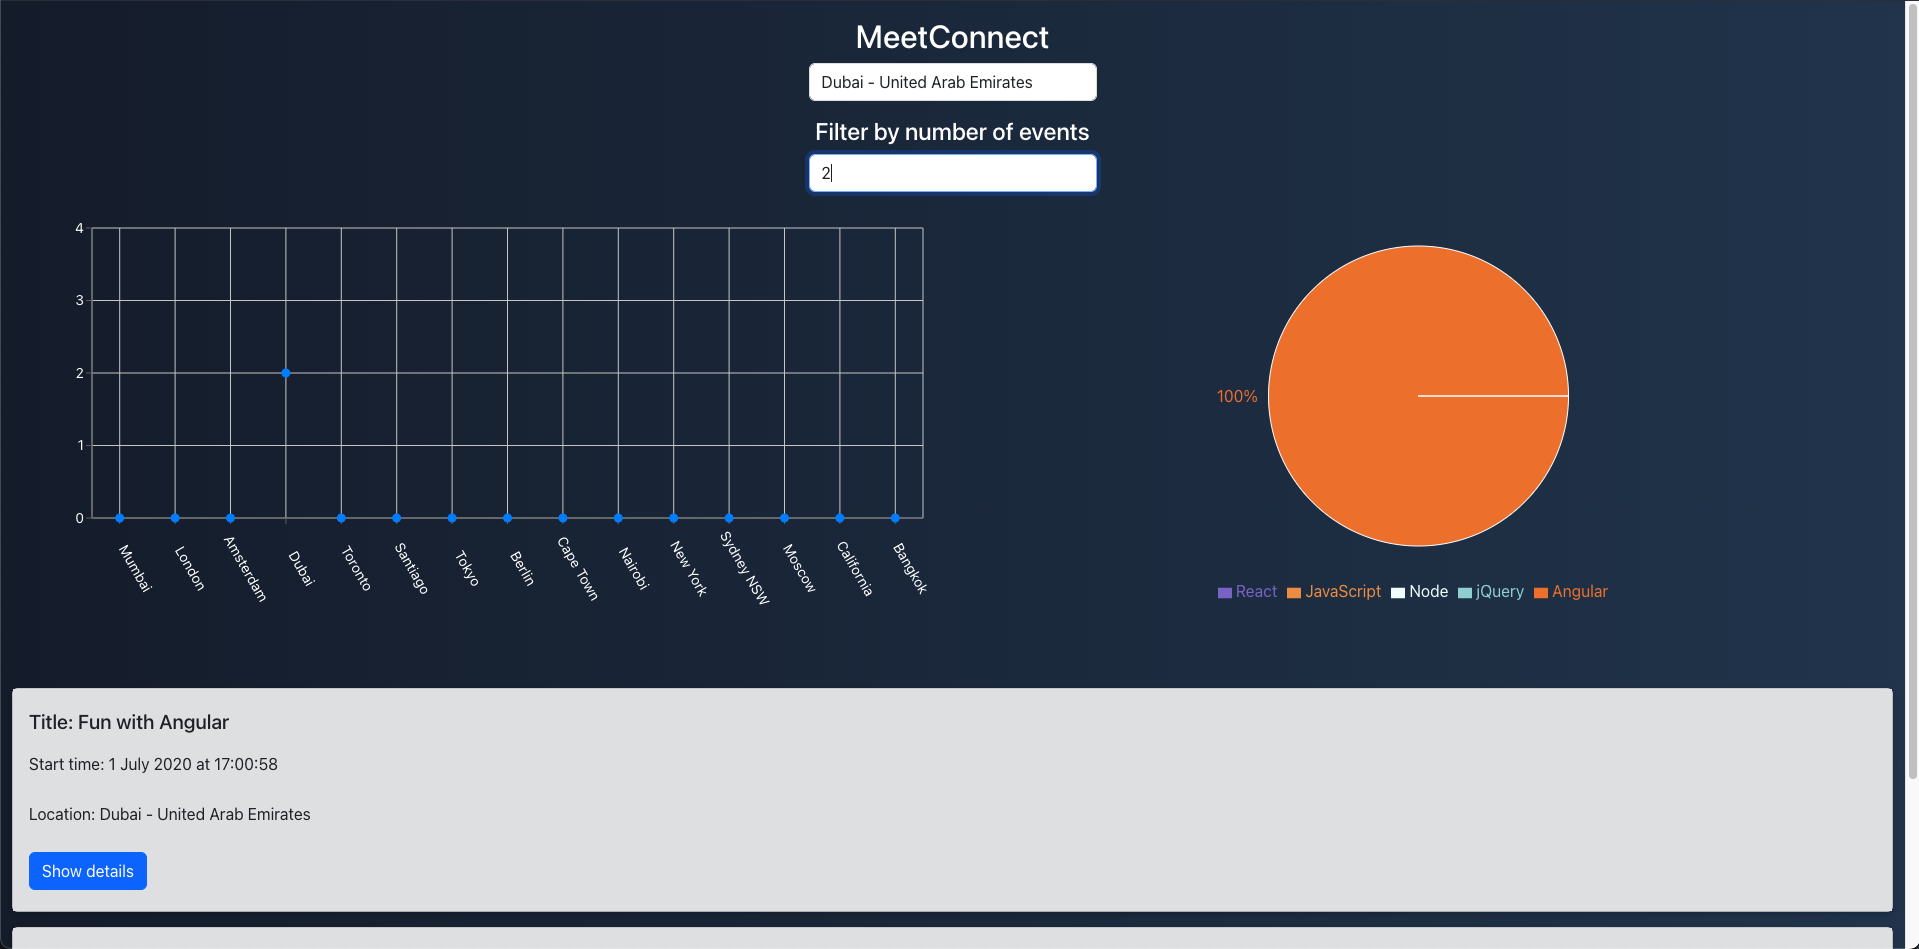 MeetConnect
Dubai - United Arab Emirates
Filter by number of events
2
4
3
2
1
0
Mumbai
London
Amsterdam
Dubai
Toronto
Santiago
Tokyo
Berlin
Cape Town
Nairobi
New York
Sydney NSW
Moscow
California
Bangkok
100%
React JavaScript Node jQuery Angular
Title: Fun with Angular
Start time: 1 July 2020 at 17:00:58
Location: Dubai - United Arab Emirates
Show details